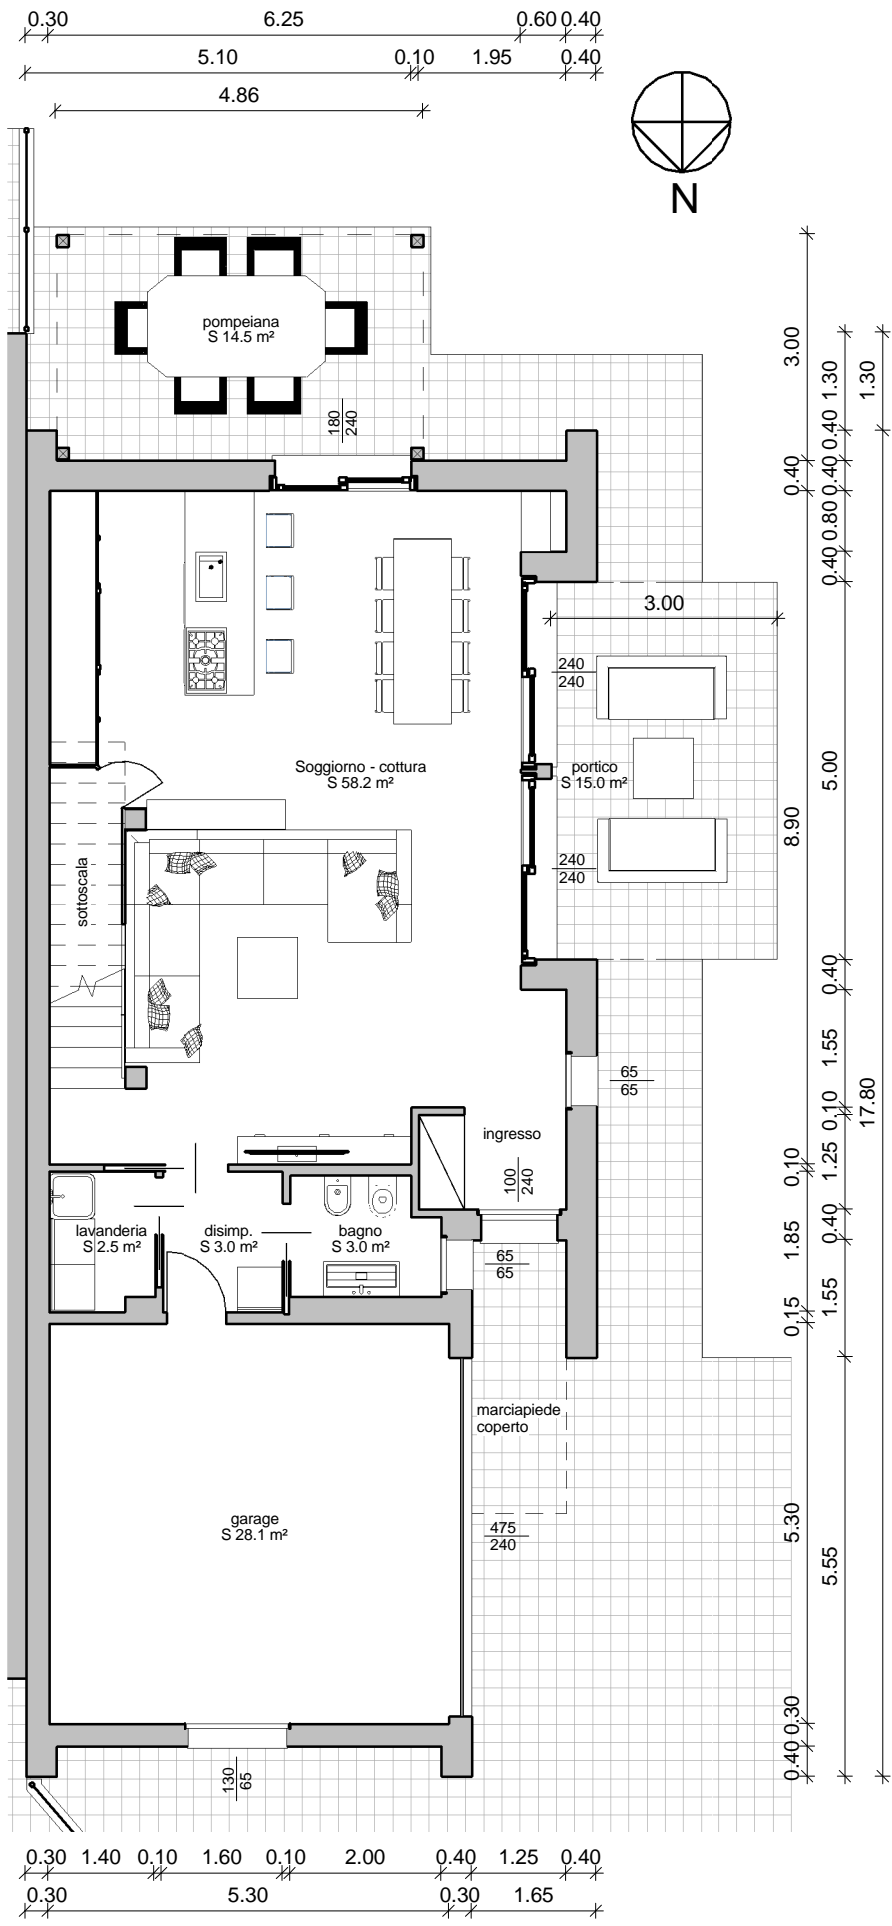 0.30 6.25 0.60 0.40
5.10 0.10 1.95 0.40
4.86
N
pompeiana
S 14.5 m²
180
240
3.00
240
240
Soggiorno - cottura
S 58.2 m²
portico
S 15.0 m²
240
240
sottoscala
65
65
ingresso
100
240
lavanderia
S 2.5 m²
disimp.
S 3.0 m²
bagno
S 3.0 m²
65
65
marciapiede
coperto
garage
S 28.1 m²
475
240
130
65
3.00
0.40
8.90
0.10
1.85
0.15
5.30
0.30
0.40
1.30
0.40
0.40
0.80
0.40
5.00
0.40
1.55
0.10
1.25
0.40
1.55
5.55
1.30
17.80
0.30 1.40 0.10 1.60 0.10 2.00 0.40 1.25 0.40
0.30 5.30 0.30 1.65